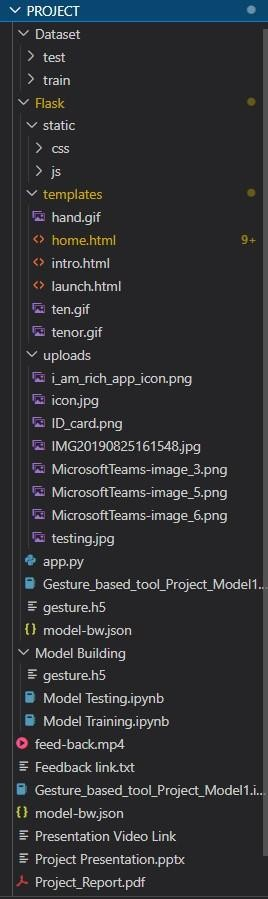 PROJECT
Dataset
test
train
Flask
static
css
js
templates
hand.gif
home.html 9+
intro.html
launch.html
ten.gif
tenor.gif
uploads
i_am_rich_app_icon.png
icon.jpg
ID_card.png
IMG20190825161548.jpg
MicrosoftTeams-image_3.png
MicrosoftTeams-image_5.png
MicrosoftTeams-image_6.png
testing.jpg
app.py
Gesture_based_tool_Project_Model1...
gesture.h5
model-bw.json
Model Building
gesture.h5
Model Testing.ipynb
Model Training.ipynb
feed-back.mp4
Feedback link.txt
Gesture_based_tool_Project_Model1.i...
model-bw.json
Presentation Video Link
Project Presentation.pptx
Project_Report.pdf